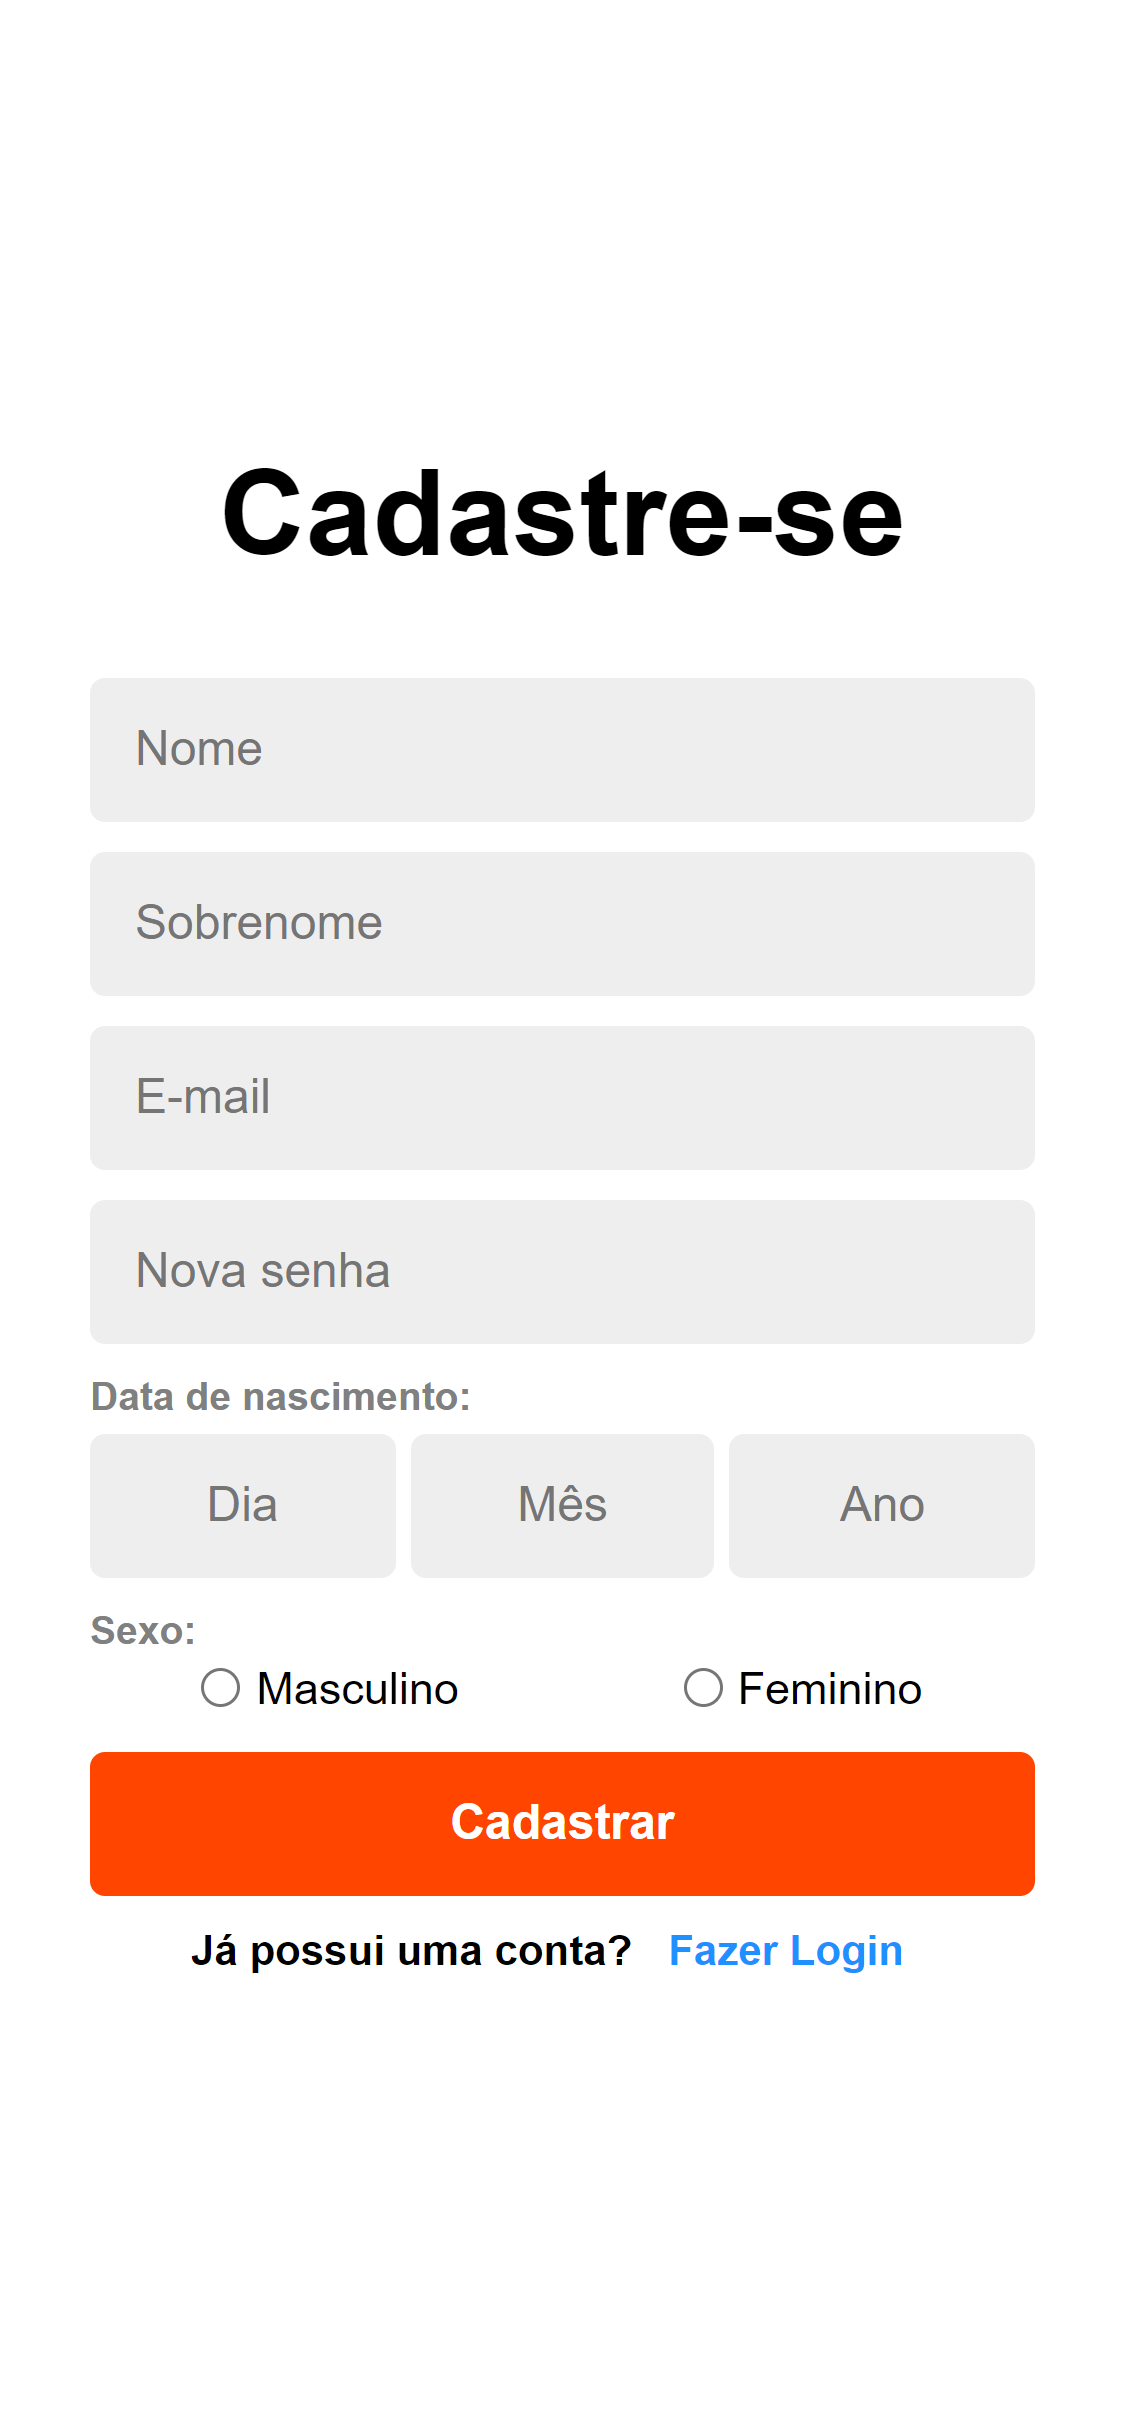 Cadastre-se
Nome
Sobrenome
E-mail
Nova senha
Data de nascimento:
Dia Mês Ano
Sexo:
Masculino Feminino
Cadastrar
Já possui uma conta? Fazer Login